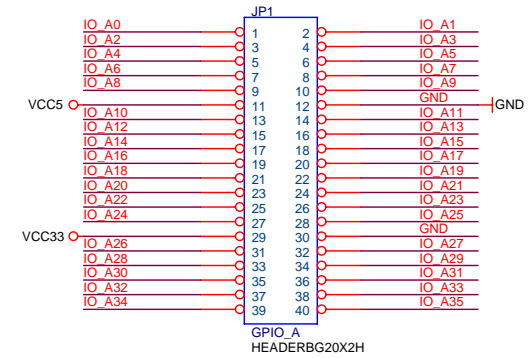 JP1
IO_A0 1 2 IO_A1
IO_A2 3 4 IO_A3
IO_A4 5 6 IO_A5
IO_A6 7 8 IO_A7
IO_A8 9 10 IO_A9
VCC5 11 12 GND GND
IO_A10 13 14 IO_A11
IO_A12 15 16 IO_A13
IO_A14 17 18 IO_A15
IO_A16 19 20 IO_A17
IO_A18 21 22 IO_A19
IO_A20 23 24 IO_A21
IO_A22 25 26 IO_A23
IO_A24 27 28 IO_A25
VCC33 29 30 GND
IO_A26 31 32 IO_A27
IO_A28 33 34 IO_A29
IO_A30 35 36 IO_A31
IO_A32 37 38 IO_A33
IO_A34 39 40 IO_A35
GPIO_A
HEADERBG20X2H